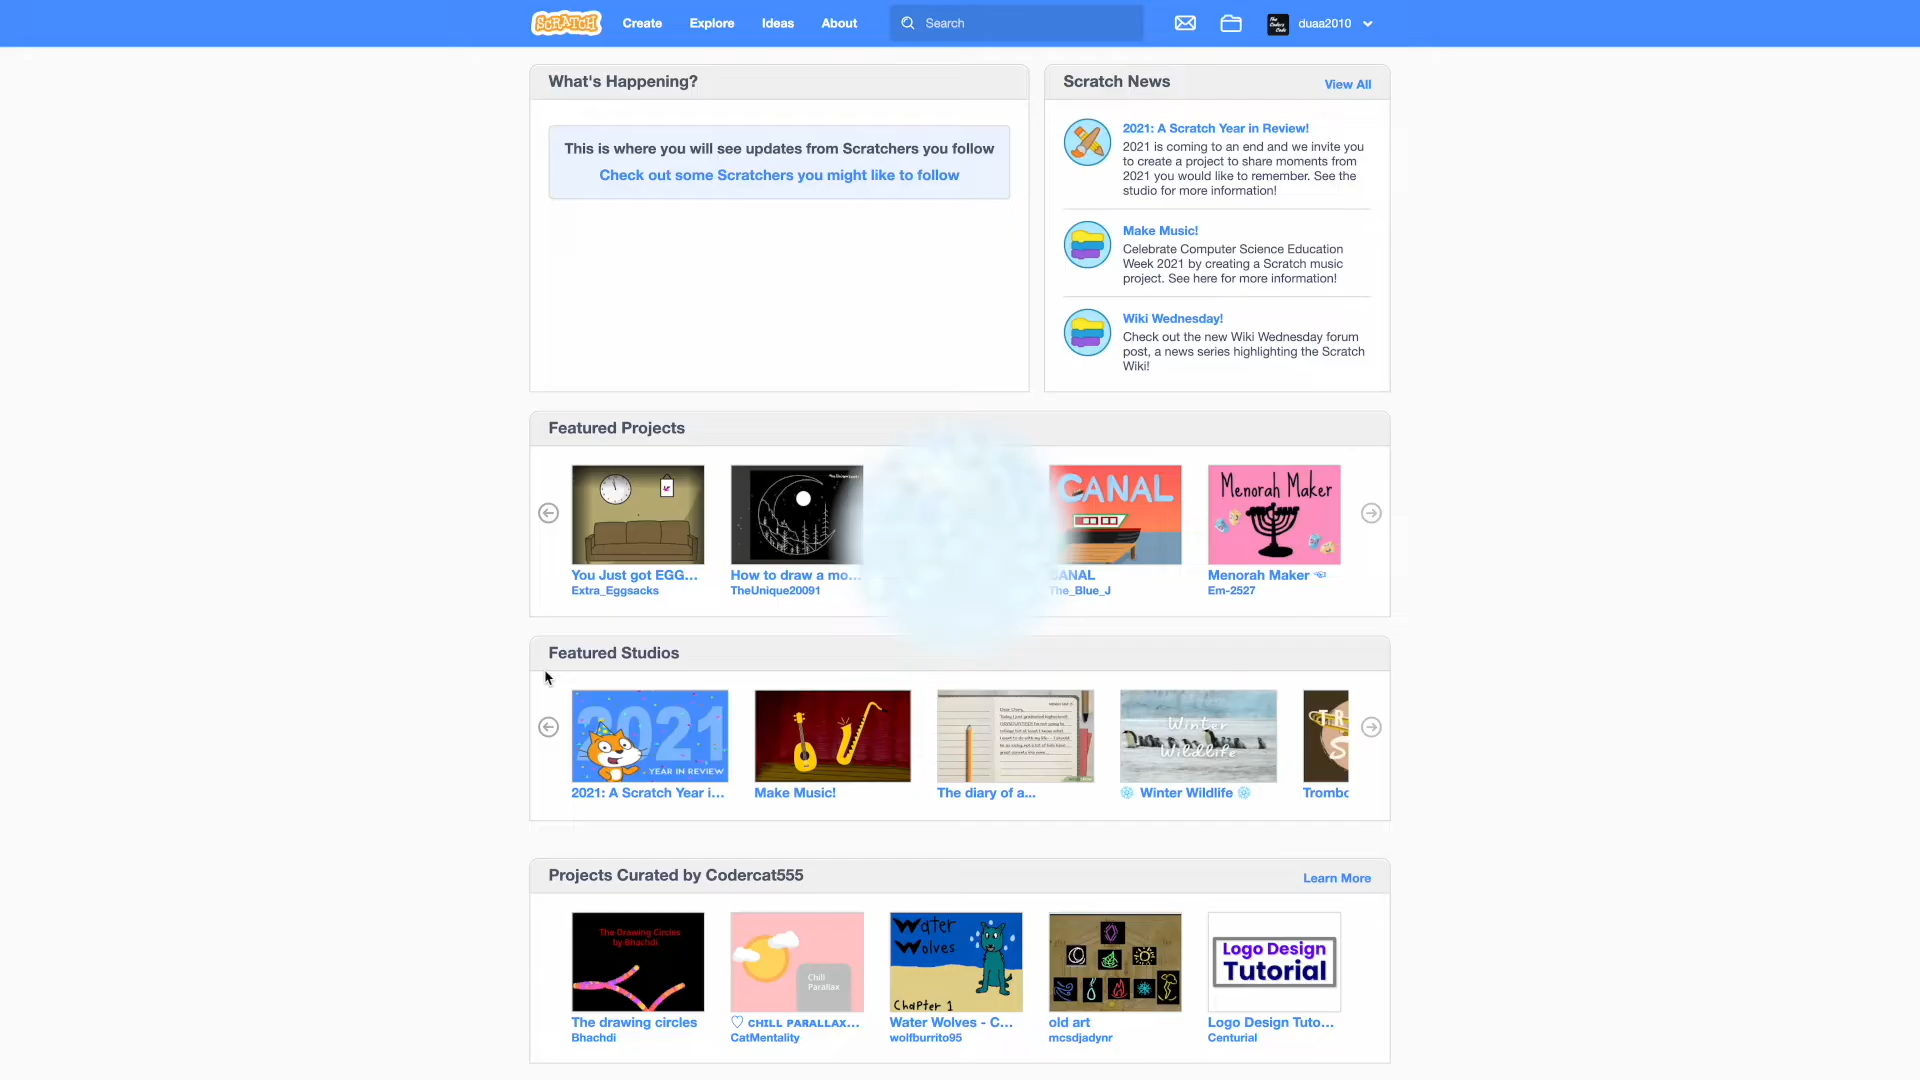 SCRATCH
Create
Explore
Ideas
About
Search
duaa2010
What's Happening?
This is where you will see updates from Scratchers you follow
Check out some Scratchers you might like to follow
Scratch News
View All
2021: A Scratch Year in Review!
2021 is coming to an end and we invite you
to create a project to share moments from
2021 you would like to remember. See the
studio for more information!
Make Music!
Celebrate Computer Science Education
Week 2021 by creating a Scratch music
project. See here for more information!
Wiki Wednesday!
Check out the new Wiki Wednesday forum
post, a news series highlighting the Scratch
Wiki!
Featured Projects
CANAL
Menorah Maker
You Just got EGG...
Extra_Eggsacks
How to draw a mo...
TheUnique20091
CANAL
The_Blue_J
Menorah Maker
Em-2527
Featured Studios
2021
YEAR IN REVIEW
Winter
Wildlife
2021: A Scratch Year i...
Make Music!
The diary of a...
Winter Wildlife
Trombo
Projects Curated by Codercat555
Learn More
The Drawing Circles
by Bhachdi
Chill
Parallax
Water
Wolves
Chapter 1
Logo Design
Tutorial
The drawing circles
Bhachdi
♡ CHILL PARALLAX...
CatMentality
Water Wolves - C...
wolfburrito95
old art
mcsdjadynr
Logo Design Tuto...
Centurial